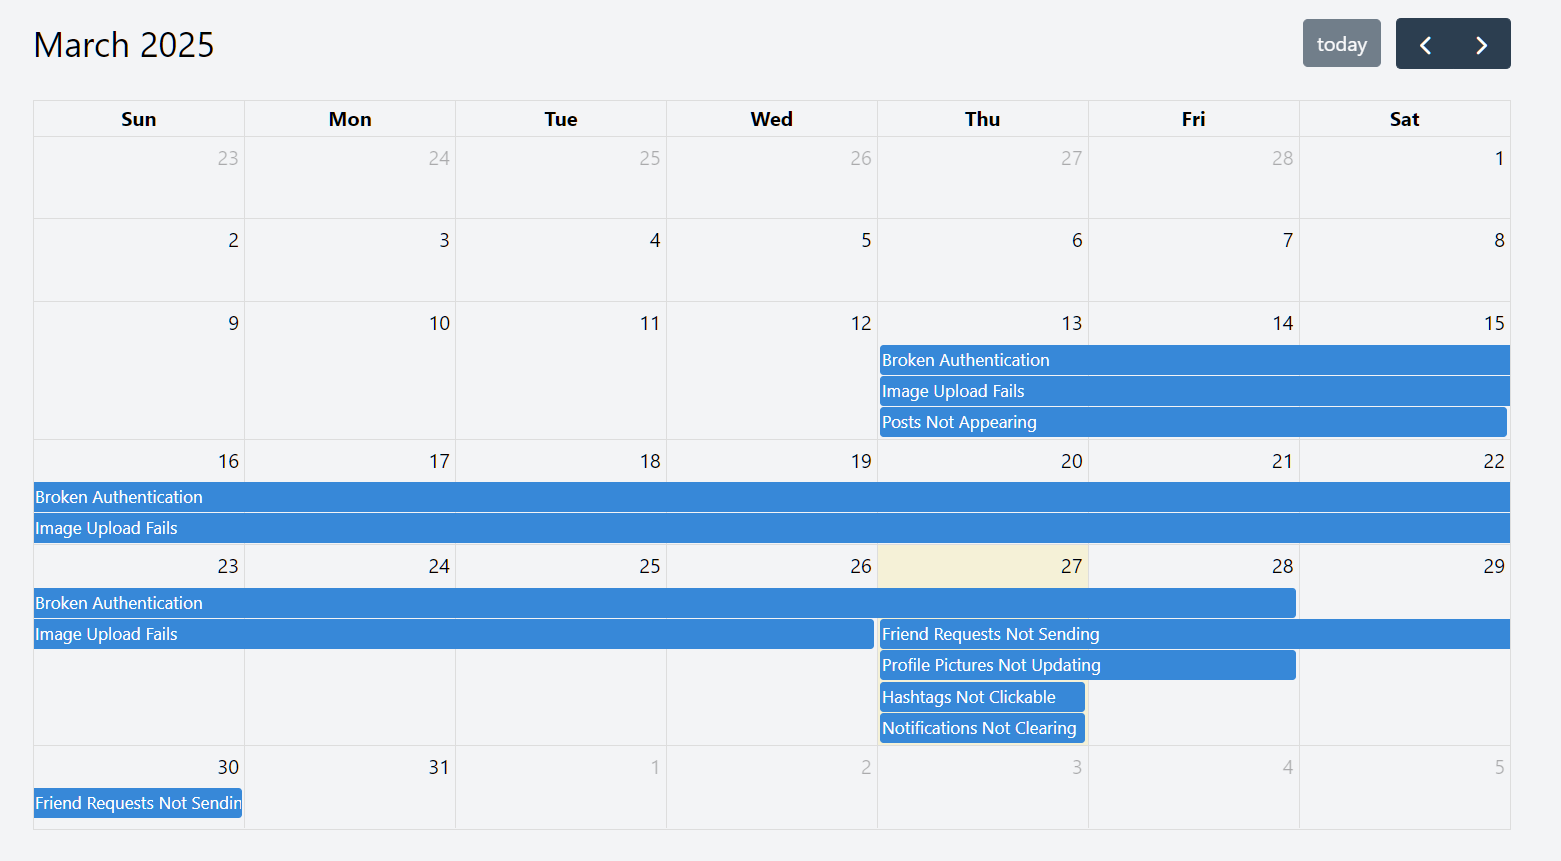 March 2025
today
Sun Mon Tue Wed Thu Fri Sat
23 24 25 26 27 28 1
2 3 4 5 6 7 8
9 10 11 12 13 14 15
Broken Authentication
Image Upload Fails
Posts Not Appearing
16 17 18 19 20 21 22
Broken Authentication
Image Upload Fails
23 24 25 26 27 28 29
Broken Authentication
Image Upload Fails Friend Requests Not Sending
Profile Pictures Not Updating
Hashtags Not Clickable
Notifications Not Clearing
30 31 1 2 3 4 5
Friend Requests Not Sendin